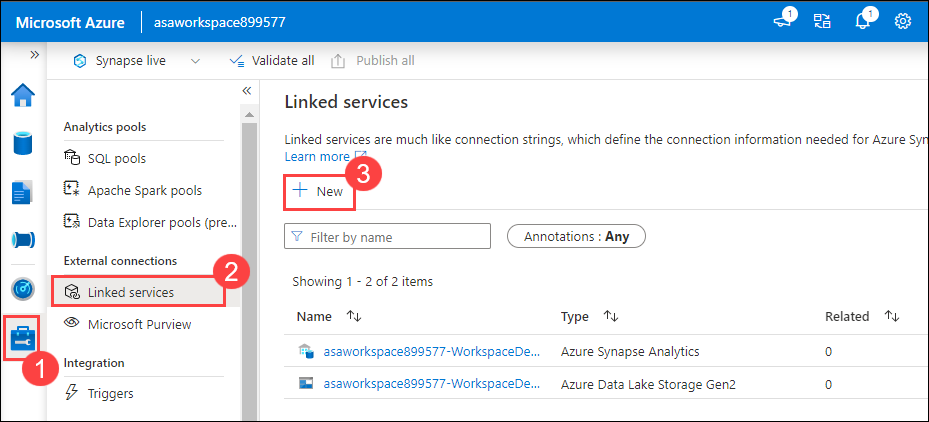 Microsoft Azure
asaworkspace899577
1
1
»
Synapse live
Validate all
Publish all
«
Analytics pools
SQL pools
Apache Spark pools
Data Explorer pools (pre...
External connections
2
Linked services
Microsoft Purview
1
Integration
Triggers
Linked services
Linked services are much like connection strings, which define the connection information needed for Azure Syn
Learn more
3
New
Filter by name
Annotations : Any
Showing 1 - 2 of 2 items
Name Type Related
asaworkspace899577-WorkspaceDe... Azure Synapse Analytics 0
asaworkspace899577-WorkspaceDe... Azure Data Lake Storage Gen2 0